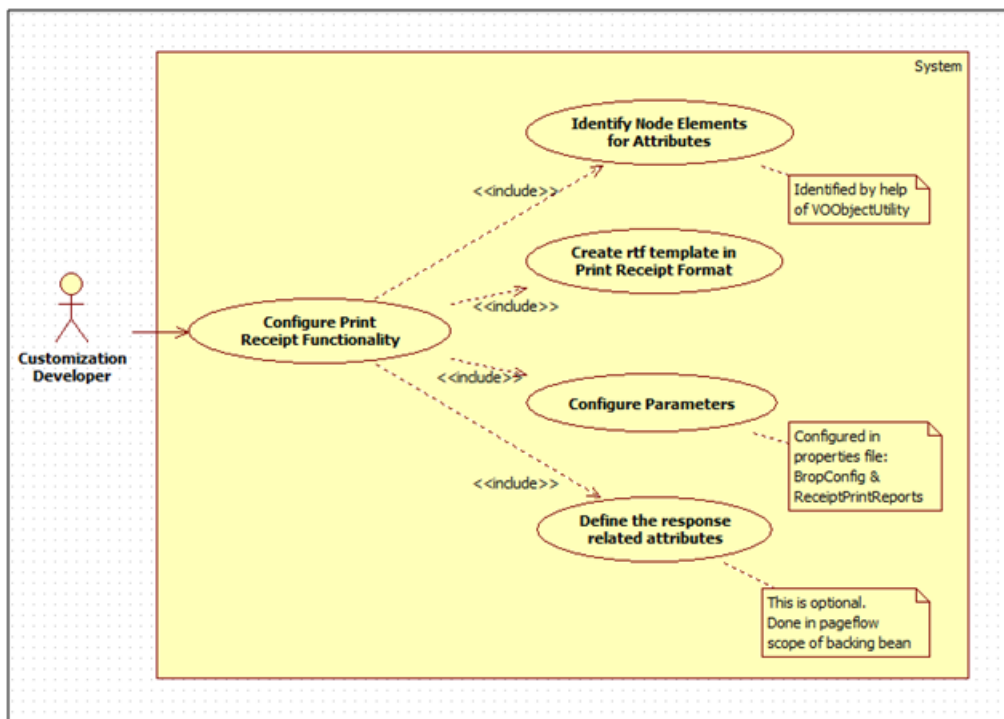 System
Identify Node Elements
for Attributes
<<include>>
Identified by help
of VOObjectUtility
Create rtf template in
Print Receipt Format
<<include>>
Customization
Developer
Configure Print
Receipt Functionality
<<include>>
Configure Parameters
Configured in
properties file:
BropConfig &
ReceiptPrintReports
<<include>>
Define the response
related attributes
This is optional.
Done in pageflow
scope of backing bean